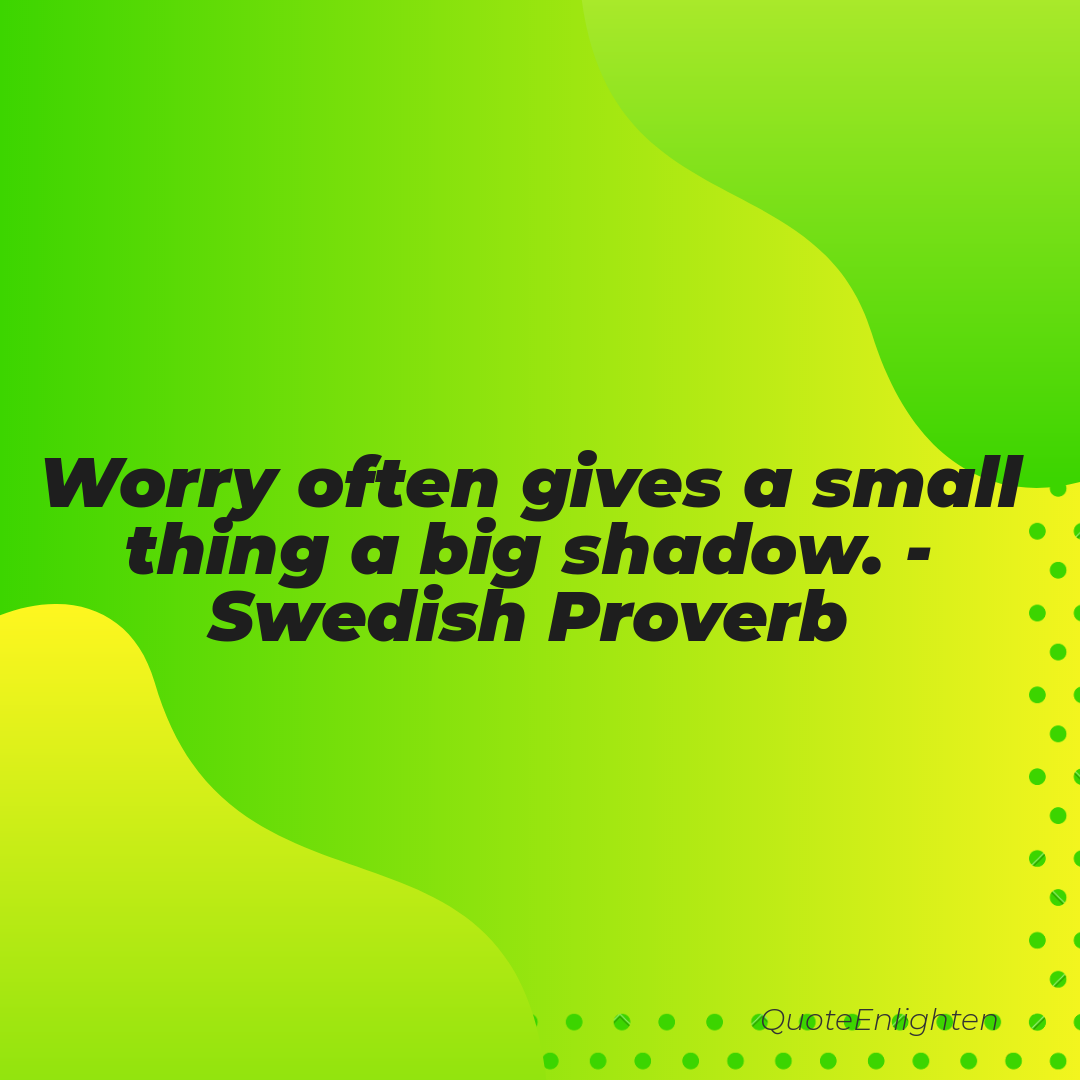 Worry often gives a small
thing a big shadow. -
Swedish Proverb
QuoteEnlighten